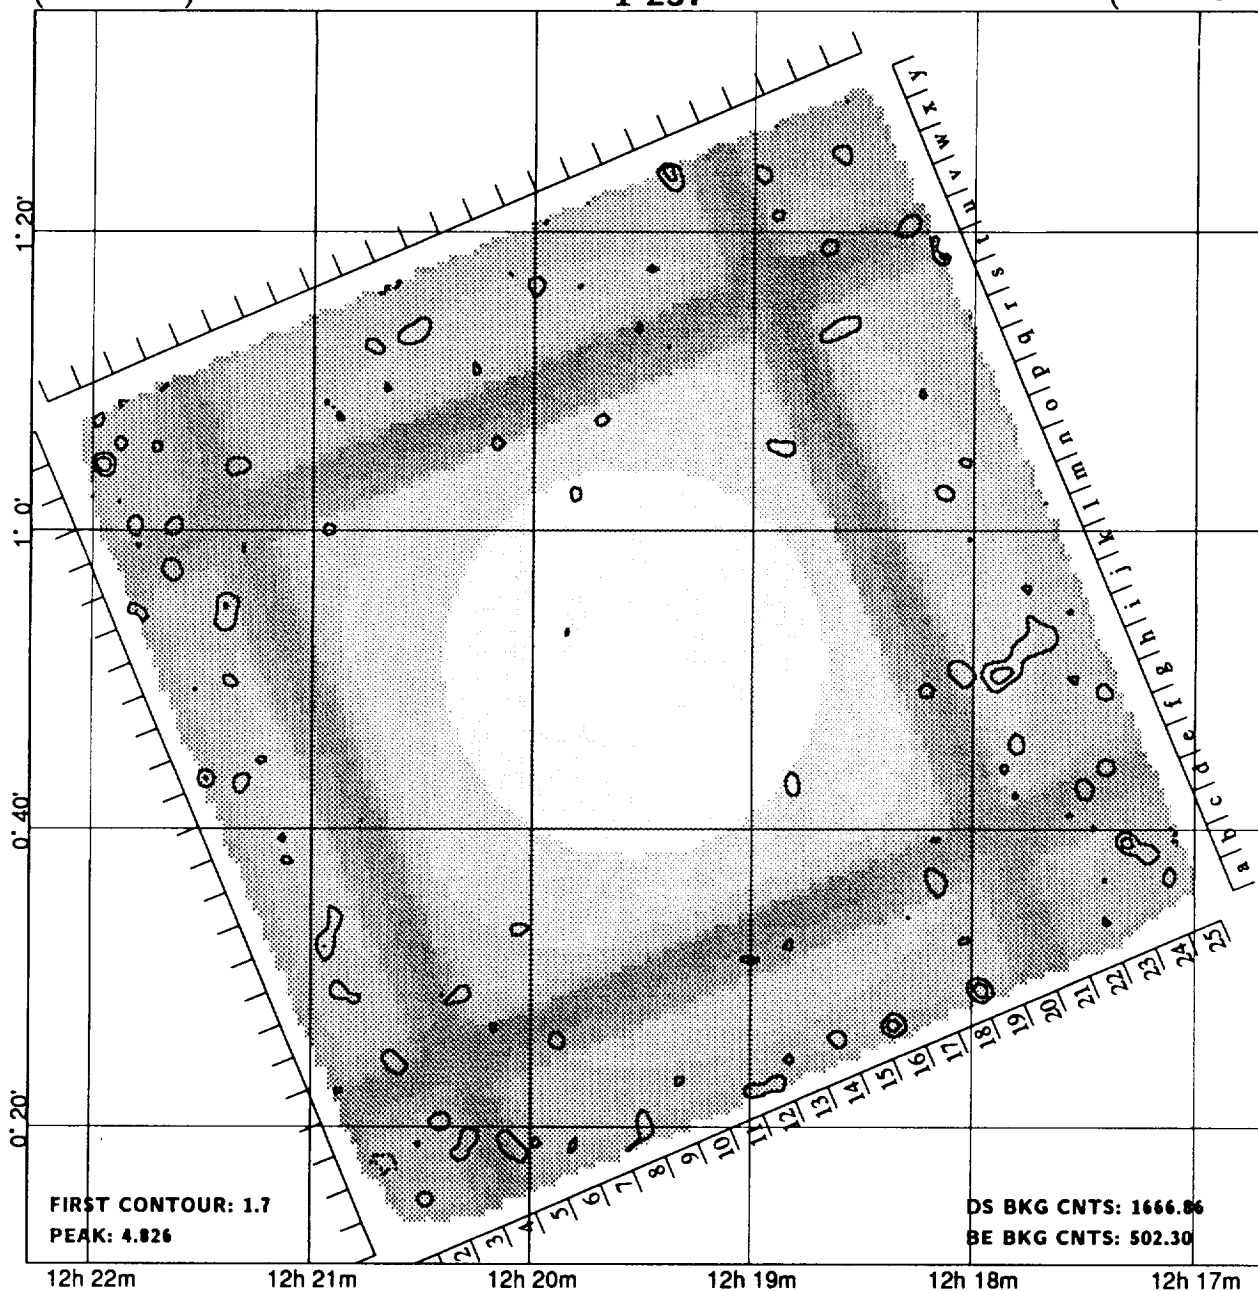 1° 20'
1° 0'
0° 40'
0° 20'
y
x
w
v
u
t
s
r
q
p
o
n
m
l
k
j
i
h
g
f
e
d
c
b
a
25
24
23
22
21
20
19
18
17
16
15
14
13
12
11
10
9
8
7
6
5
4
3
2
FIRST CONTOUR: 1.7
PEAK: 4.826
DS BKG CNTS: 1666.86
BE BKG CNTS: 502.30
12h 22m
12h 21m
12h 20m
12h 19m
12h 18m
12h 17m